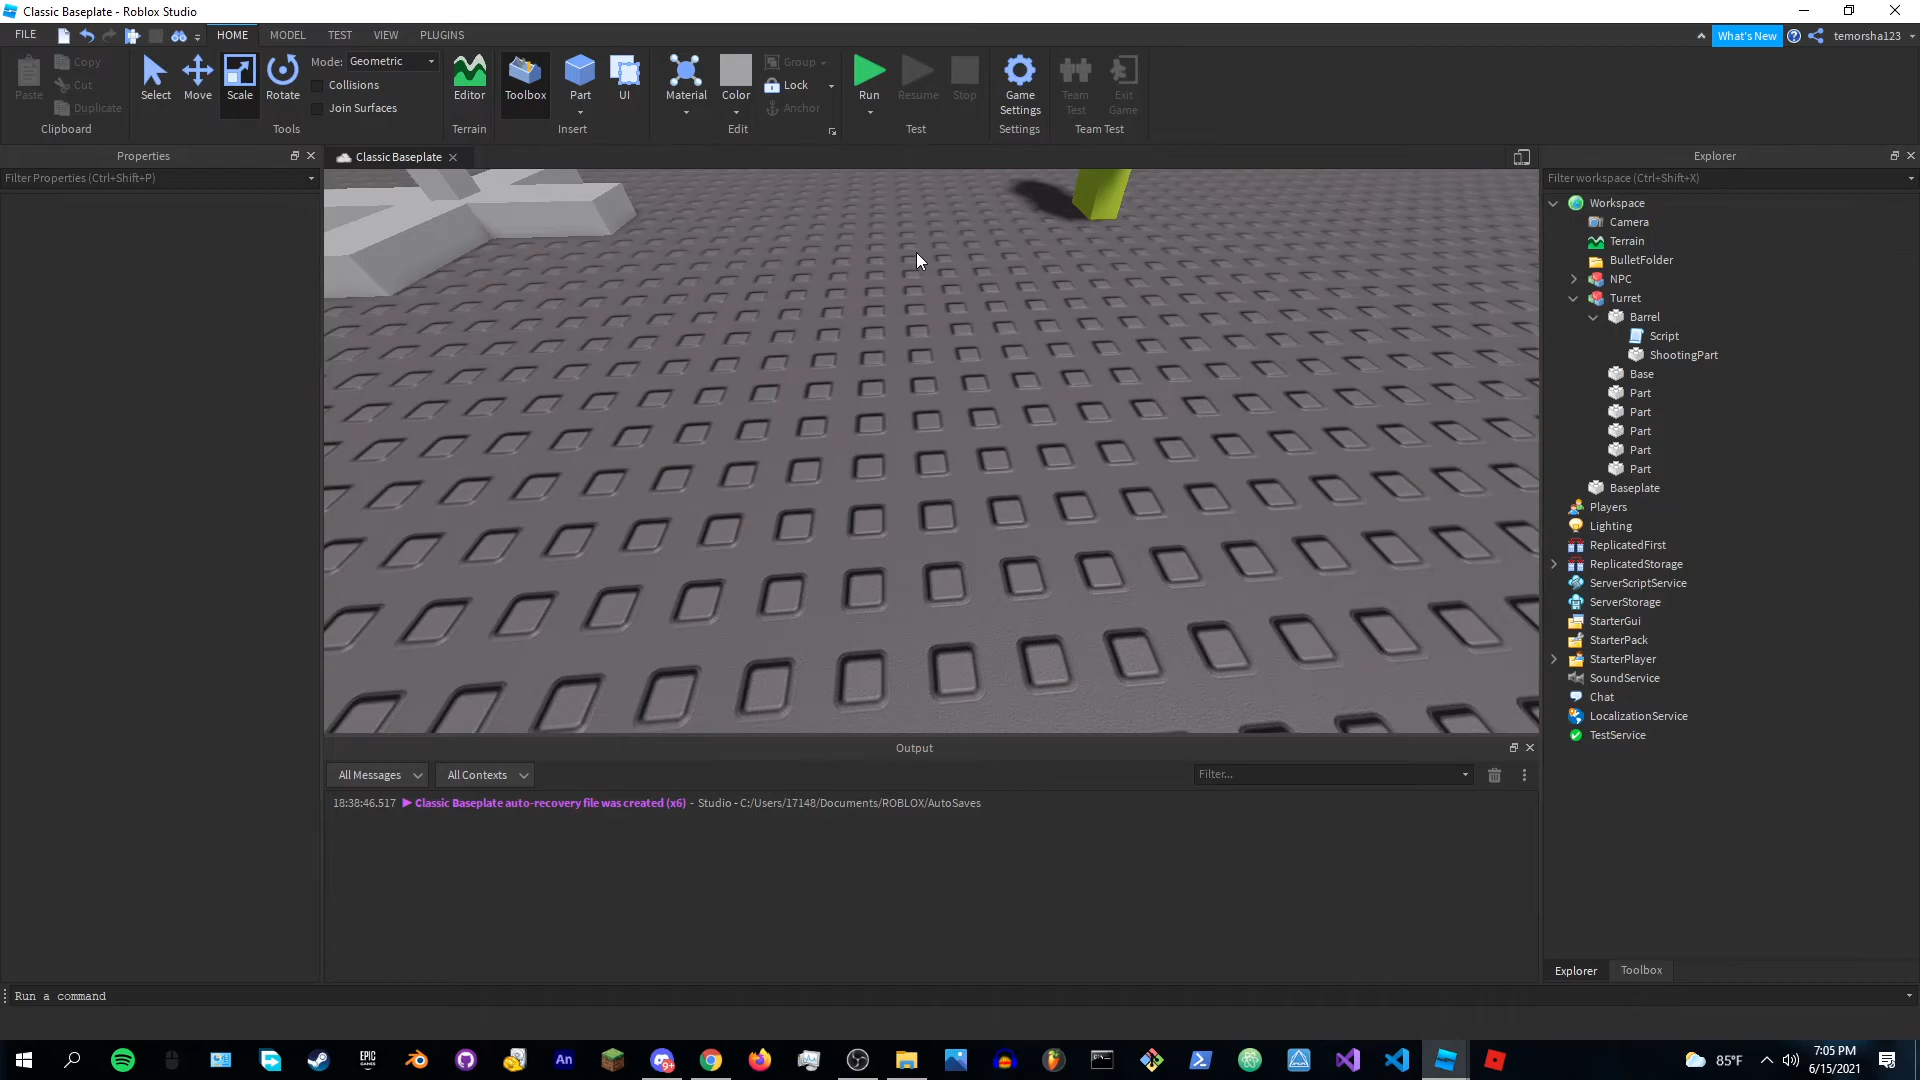 Classic Baseplate - Roblox Studio
FILE HOME MODEL TEST VIEW PLUGINS What's New temorsha123
Paste Copy Cut Duplicate
Clipboard
Select Move Scale Rotate
Mode: Geometric
Collisions
Join Surfaces
Tools
Editor
Terrain
Toolbox Part UI
Insert
Material Color Group Lock Anchor
Edit
Run Resume Stop
Test
Game Settings
Settings
Team Test Exit Game
Team Test
Properties
Filter Properties (Ctrl+Shift+P)
Classic Baseplate
Explorer
Filter workspace (Ctrl+Shift+X)
Workspace
Camera
Terrain
BulletFolder
NPC
Turret
Barrel
Script
ShootingPart
Base
Part
Part
Part
Part
Part
Baseplate
Players
Lighting
ReplicatedFirst
ReplicatedStorage
ServerScriptService
ServerStorage
StarterGui
StarterPack
StarterPlayer
SoundService
Chat
LocalizationService
TestService
Output
All Messages All Contexts Filter...
18:38:46.517 Classic Baseplate auto-recovery file was created (x6) - Studio - C:/Users/17148/Documents/ROBLOX/AutoSaves
Explorer Toolbox
Run a command
EPIC GAMES An 9+ 85°F 7:05 PM
6/15/2021